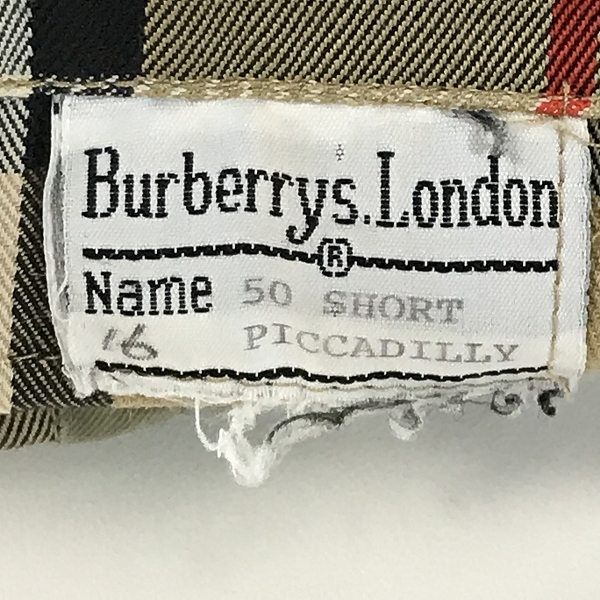 Burberrys.London
®
Name 50 SHORT
16 PICCADILLY